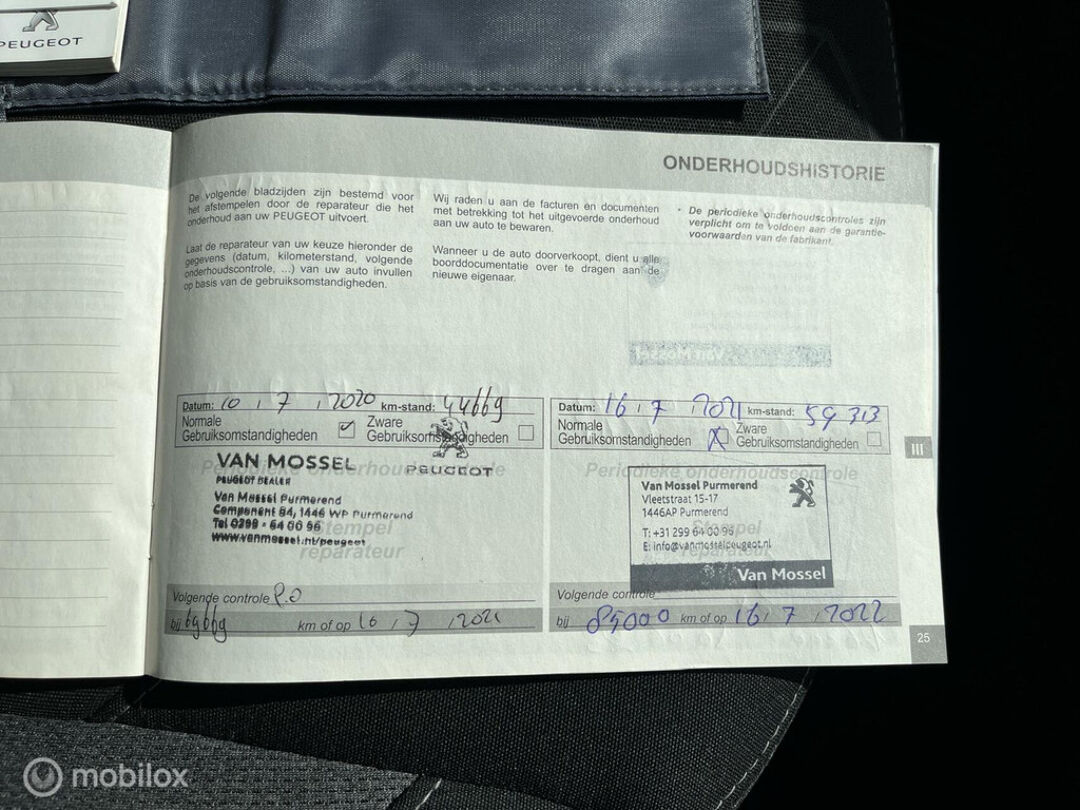 PEUGEOT
ONDERHOUDSHISTORIE
De volgende bladzijden zijn bestemd voor
het afstempelen door de reparateur die het
onderhoud aan uw PEUGEOT uitvoert.
Laat de reparateur van uw keuze hieronder de
gegevens (datum, kilometerstand, volgende
onderhoudscontrole, ...) van uw auto invullen
op basis van de gebruiksomstandigheden.
Wij raden u aan de facturen en documenten
met betrekking tot het uitgevoerde onderhoud
aan uw auto te bewaren.
Wanneer u de auto doorverkoopt, dient u alle
boorddocumentatie over te dragen aan de
nieuwe eigenaar.
• De periodieke onderhoudscontroles zijn
verplicht om te voldoen aan de garantie-
voorwaarden van de fabrikant.
Datum: 10 / 7 / 2020 km-stand: 44669
Normale
Gebruiksomstandigheden
Zware
Gebruiksomstandigheden
Periodieke onderhoudscontrole
VAN MOSSEL
PEUGEOT DEALER
PEUGEOT
Van Mossel Purmerend
Component 84, 1446 WP Purmerend
Tel 0299 - 64 00 96
www.vanmossel.nl/peugeot
Stempel
reparateur
Volgende controle P.O
bij 69669 km of op 16 / 7 / 2021
Datum: 16 / 7 / 2021 km-stand: 59313
Normale
Gebruiksomstandigheden
Zware
Gebruiksomstandigheden
Periodieke onderhoudscontrole
Van Mossel Purmerend
Vleetstraat 15-17
1446AP Purmerend
T: +31 299 64 00 96
E: info@vanmosselpeugeot.nl
Stempel
reparateur
Van Mossel
Volgende controle
bij 85000 km of op 16 / 7 / 2022
III
25
mobilox